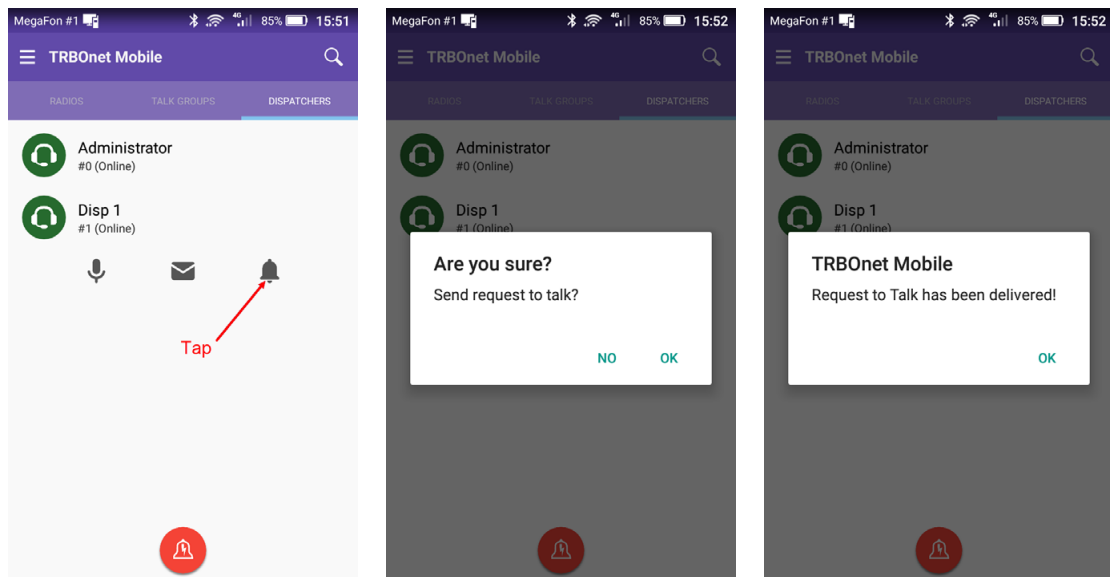 MegaFon #1 4G 85% 15:51
TRBOnet Mobile
RADIOS TALK GROUPS DISPATCHERS
Administrator
#0 (Online)
Disp 1
#1 (Online)
Tap
MegaFon #1 4G 85% 15:52
TRBOnet Mobile
RADIOS TALK GROUPS DISPATCHERS
Administrator
#0 (Online)
Disp 1
#1 (Online)
Are you sure?
Send request to talk?
NO OK
MegaFon #1 4G 85% 15:52
TRBOnet Mobile
RADIOS TALK GROUPS DISPATCHERS
Administrator
#0 (Online)
Disp 1
#1 (Online)
TRBOnet Mobile
Request to Talk has been delivered!
OK